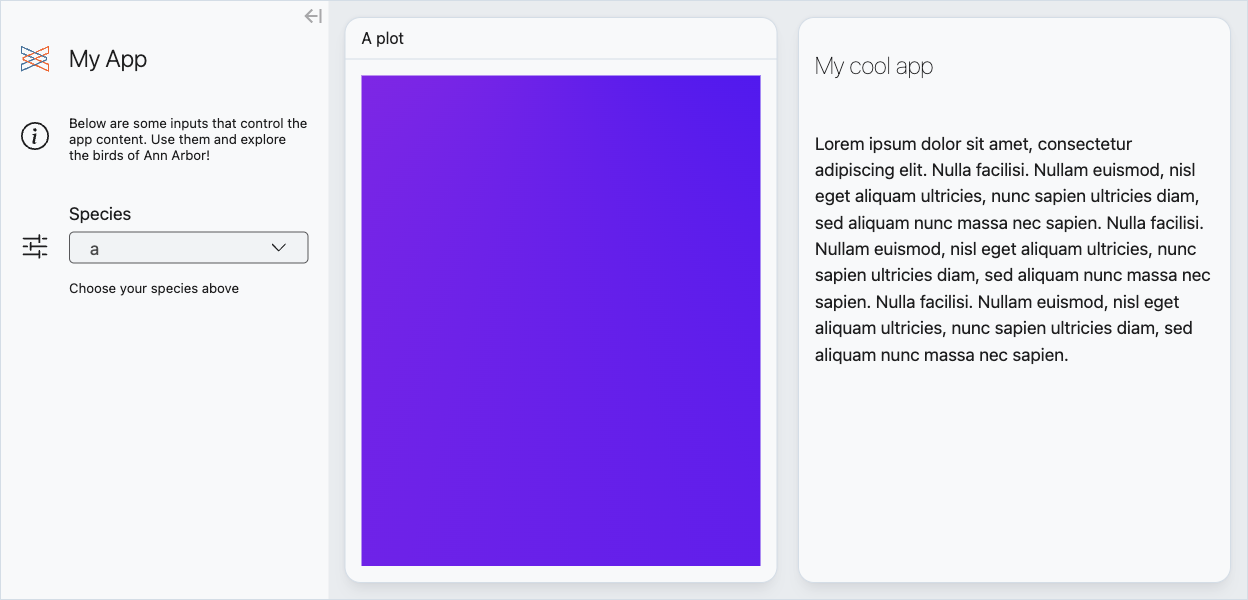 My App
Below are some inputs that control the
app content. Use them and explore
the birds of Ann Arbor!
Species
a
Choose your species above
A plot
My cool app
Lorem ipsum dolor sit amet, consectetur
adipiscing elit. Nulla facilisi. Nullam euismod, nisl
eget aliquam ultricies, nunc sapien ultricies diam,
sed aliquam nunc massa nec sapien. Nulla facilisi.
Nullam euismod, nisl eget aliquam ultricies, nunc
sapien ultricies diam, sed aliquam nunc massa nec
sapien. Nulla facilisi. Nullam euismod, nisl eget
aliquam ultricies, nunc sapien ultricies diam, sed
aliquam nunc massa nec sapien.